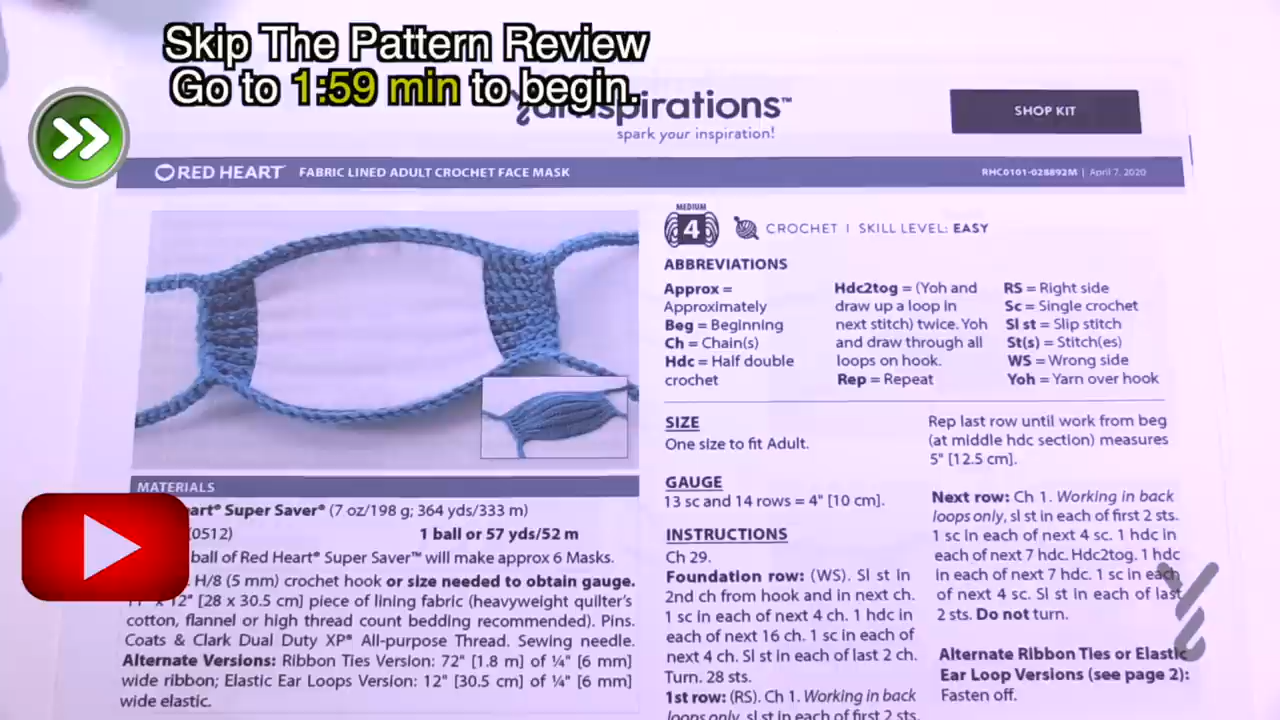 Skip The Pattern Review
Go to 1:59 min to begin.
spirations™
spark your inspiration!
SHOP KIT
RED HEART FABRIC LINED ADULT CROCHET FACE MASK
RHC0101-028892M | April 7, 2020
MEDIUM
4
CROCHET | SKILL LEVEL: EASY
ABBREVIATIONS
Approx =
Approximately
Beg = Beginning
Ch = Chain(s)
Hdc = Half double
crochet
Hdc2tog = (Yoh and
draw up a loop in
next stitch) twice. Yoh
and draw through all
loops on hook.
Rep = Repeat
RS = Right side
Sc = Single crochet
Sl st = Slip stitch
St(s) = Stitch(es)
WS = Wrong side
Yoh = Yarn over hook
MATERIALS
art® Super Saver® (7 oz/198 g; 364 yds/333 m)
(0512) 1 ball or 57 yds/52 m
ball of Red Heart® Super Saver™ will make approx 6 Masks.
H/8 (5 mm) crochet hook or size needed to obtain gauge.
11" x 12" [28 x 30.5 cm] piece of lining fabric (heavyweight quilter's
cotton, flannel or high thread count bedding recommended). Pins.
Coats & Clark Dual Duty XP® All-purpose Thread. Sewing needle.
Alternate Versions: Ribbon Ties Version: 72" [1.8 m] of ¼" [6 mm]
wide ribbon; Elastic Ear Loops Version: 12" [30.5 cm] of ¼" [6 mm]
wide elastic.
SIZE
One size to fit Adult.
GAUGE
13 sc and 14 rows = 4" [10 cm].
INSTRUCTIONS
Ch 29.
Foundation row: (WS). Sl st in
2nd ch from hook and in next ch.
1 sc in each of next 4 ch. 1 hdc in
each of next 16 ch. 1 sc in each of
next 4 ch. Sl st in each of last 2 ch.
Turn. 28 sts.
1st row: (RS). Ch 1. Working in back
loops only, sl st in each of first 2 sts.
Rep last row until work from beg
(at middle hdc section) measures
5" [12.5 cm].
Next row: Ch 1. Working in back
loops only, sl st in each of first 2 sts.
1 sc in each of next 4 sc. 1 hdc in
each of next 7 hdc. Hdc2tog. 1 hdc
in each of next 7 hdc. 1 sc in each
of next 4 sc. Sl st in each of last
2 sts. Do not turn.
Alternate Ribbon Ties or Elastic
Ear Loop Versions (see page 2):
Fasten off.